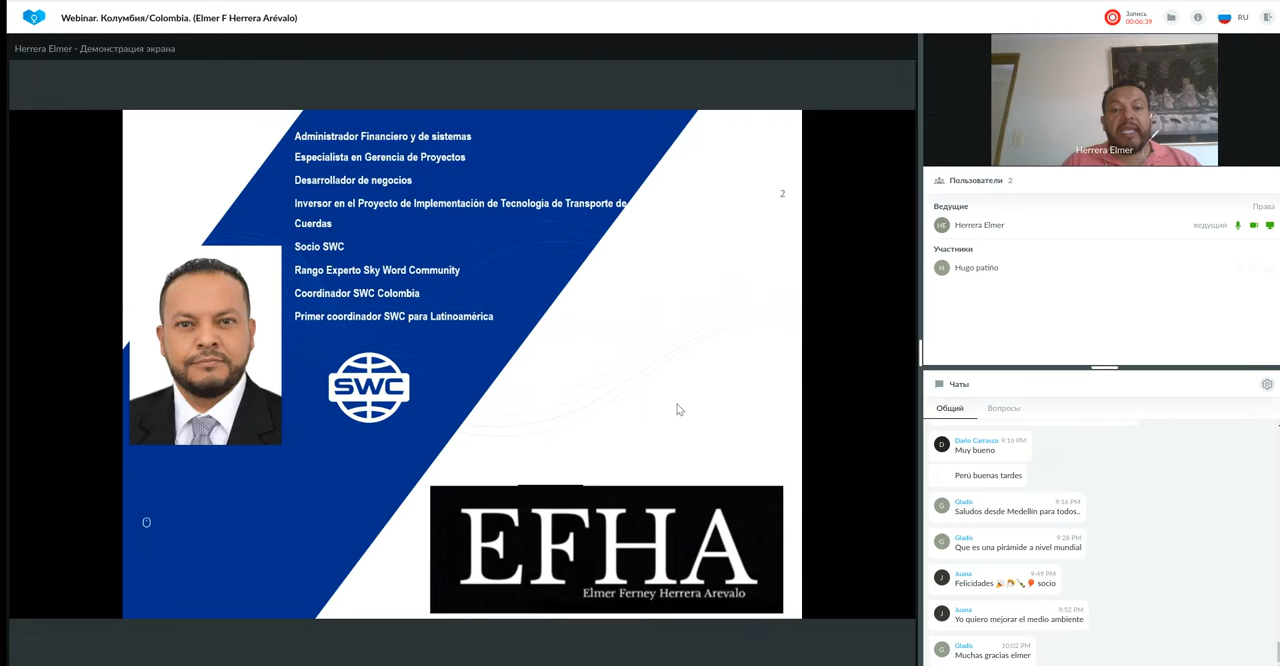 Webinar. Колумбия/Colombia. (Elmer F Herrera Arévalo)
Запись
00:06:39
RU
Herrera Elmer - Демонстрация экрана
Administrador Financiero y de sistemas
Especialista en Gerencia de Proyectos
Desarrollador de negocios
Inversor en el Proyecto de Implementación de Tecnologia de Transporte de
Cuerdas
Socio SWC
Rango Experto Sky Word Community
Coordinador SWC Colombia
Primer coordinador SWC para Latinoamérica
2
SWC
EFHA
Elmer Ferney Herrera Arevalo
Herrera Elmer
Пользователи 2
Ведущие Права
HE Herrera Elmer ведущий
Участники
H Hugo patiño
Чаты
Общий Вопросы
D Dario Carrasco 9:16 PM
Muy bueno
Perú buenas tardes
G Gladis 9:16 PM
Saludos desde Medellín para todos..
G Gladis 9:28 PM
Que es una pirámide a nivel mundial
J Juana 9:49 PM
Felicidades 🎉🎊🍾🎈 socio
J Juana 9:52 PM
Yo quiero mejorar el medio ambiente
G Gladis 10:02 PM
Muchas gracias elmer